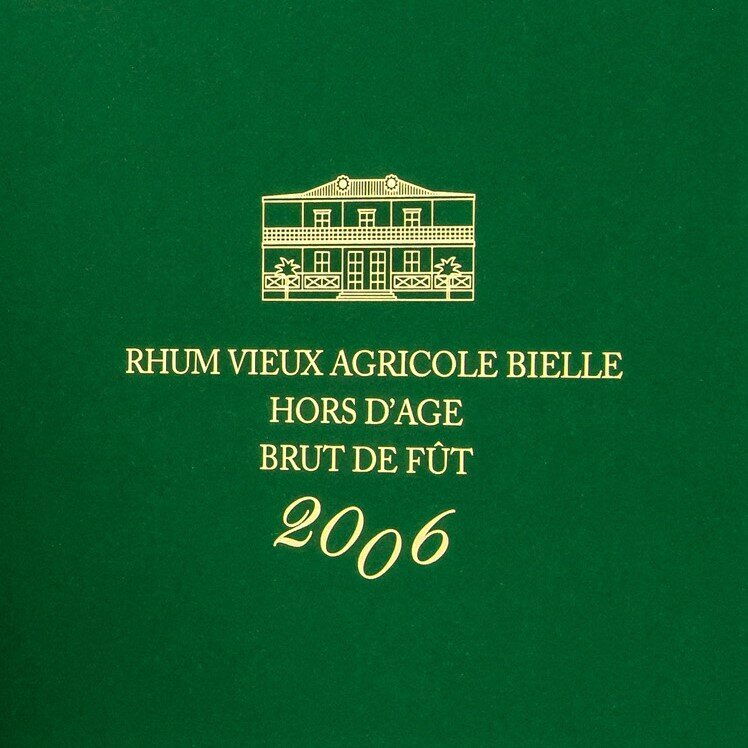 RHUM VIEUX AGRICOLE BIELLE
HORS D'AGE
BRUT DE FÛT
2006